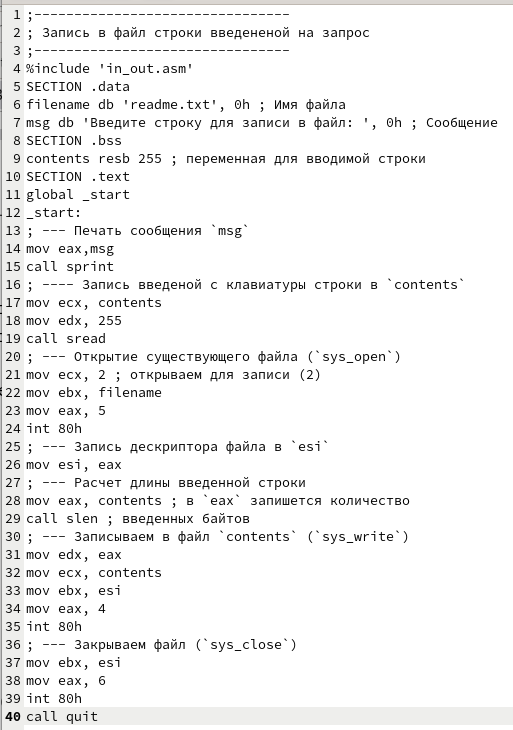 1 ;--------------------------------
2 ; Запись в файл строки введененой на запрос
3 ;--------------------------------
4 %include 'in_out.asm'
5 SECTION .data
6 filename db 'readme.txt', 0h ; Имя файла
7 msg db 'Введите строку для записи в файл: ', 0h ; Сообщение
8 SECTION .bss
9 contents resb 255 ; переменная для вводимой строки
10 SECTION .text
11 global _start
12 _start:
13 ; --- Печать сообщения `msg`
14 mov eax,msg
15 call sprint
16 ; ---- Запись введеной с клавиатуры строки в `contents`
17 mov ecx, contents
18 mov edx, 255
19 call sread
20 ; --- Открытие существующего файла (`sys_open`)
21 mov ecx, 2 ; открываем для записи (2)
22 mov ebx, filename
23 mov eax, 5
24 int 80h
25 ; --- Запись дескриптора файла в `esi`
26 mov esi, eax
27 ; --- Расчет длины введенной строки
28 mov eax, contents ; в `eax` запишется количество
29 call slen ; введенных байтов
30 ; --- Записываем в файл `contents` (`sys_write`)
31 mov edx, eax
32 mov ecx, contents
33 mov ebx, esi
34 mov eax, 4
35 int 80h
36 ; --- Закрываем файл (`sys_close`)
37 mov ebx, esi
38 mov eax, 6
39 int 80h
40 call quit